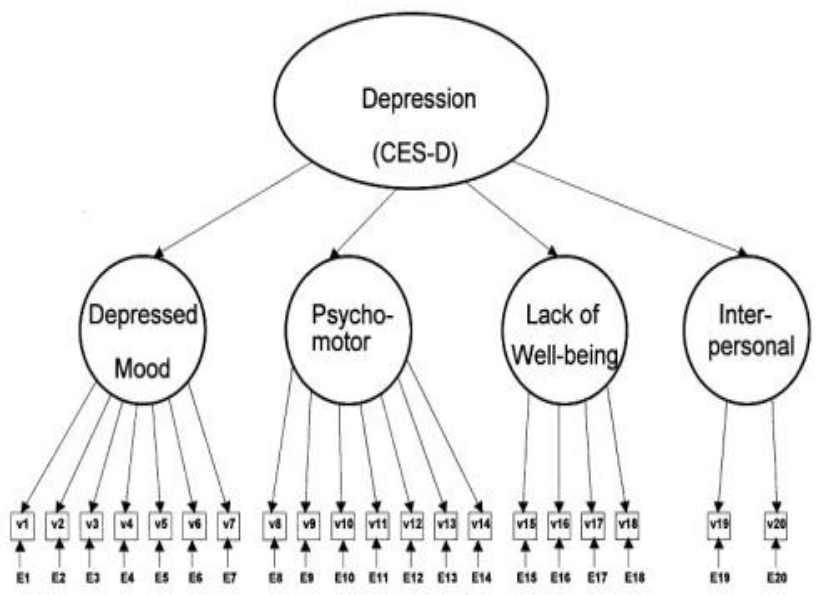 Depression
(CES-D)
Depressed
Mood
Psycho-
motor
Lack of
Well-being
Inter-
personal
v1 v2 v3 v4 v5 v6 v7 v8 v9 v10 v11 v12 v13 v14 v15 v16 v17 v18 v19 v20
E1 E2 E3 E4 E5 E6 E7 E8 E9 E10 E11 E12 E13 E14 E15 E16 E17 E18 E19 E20